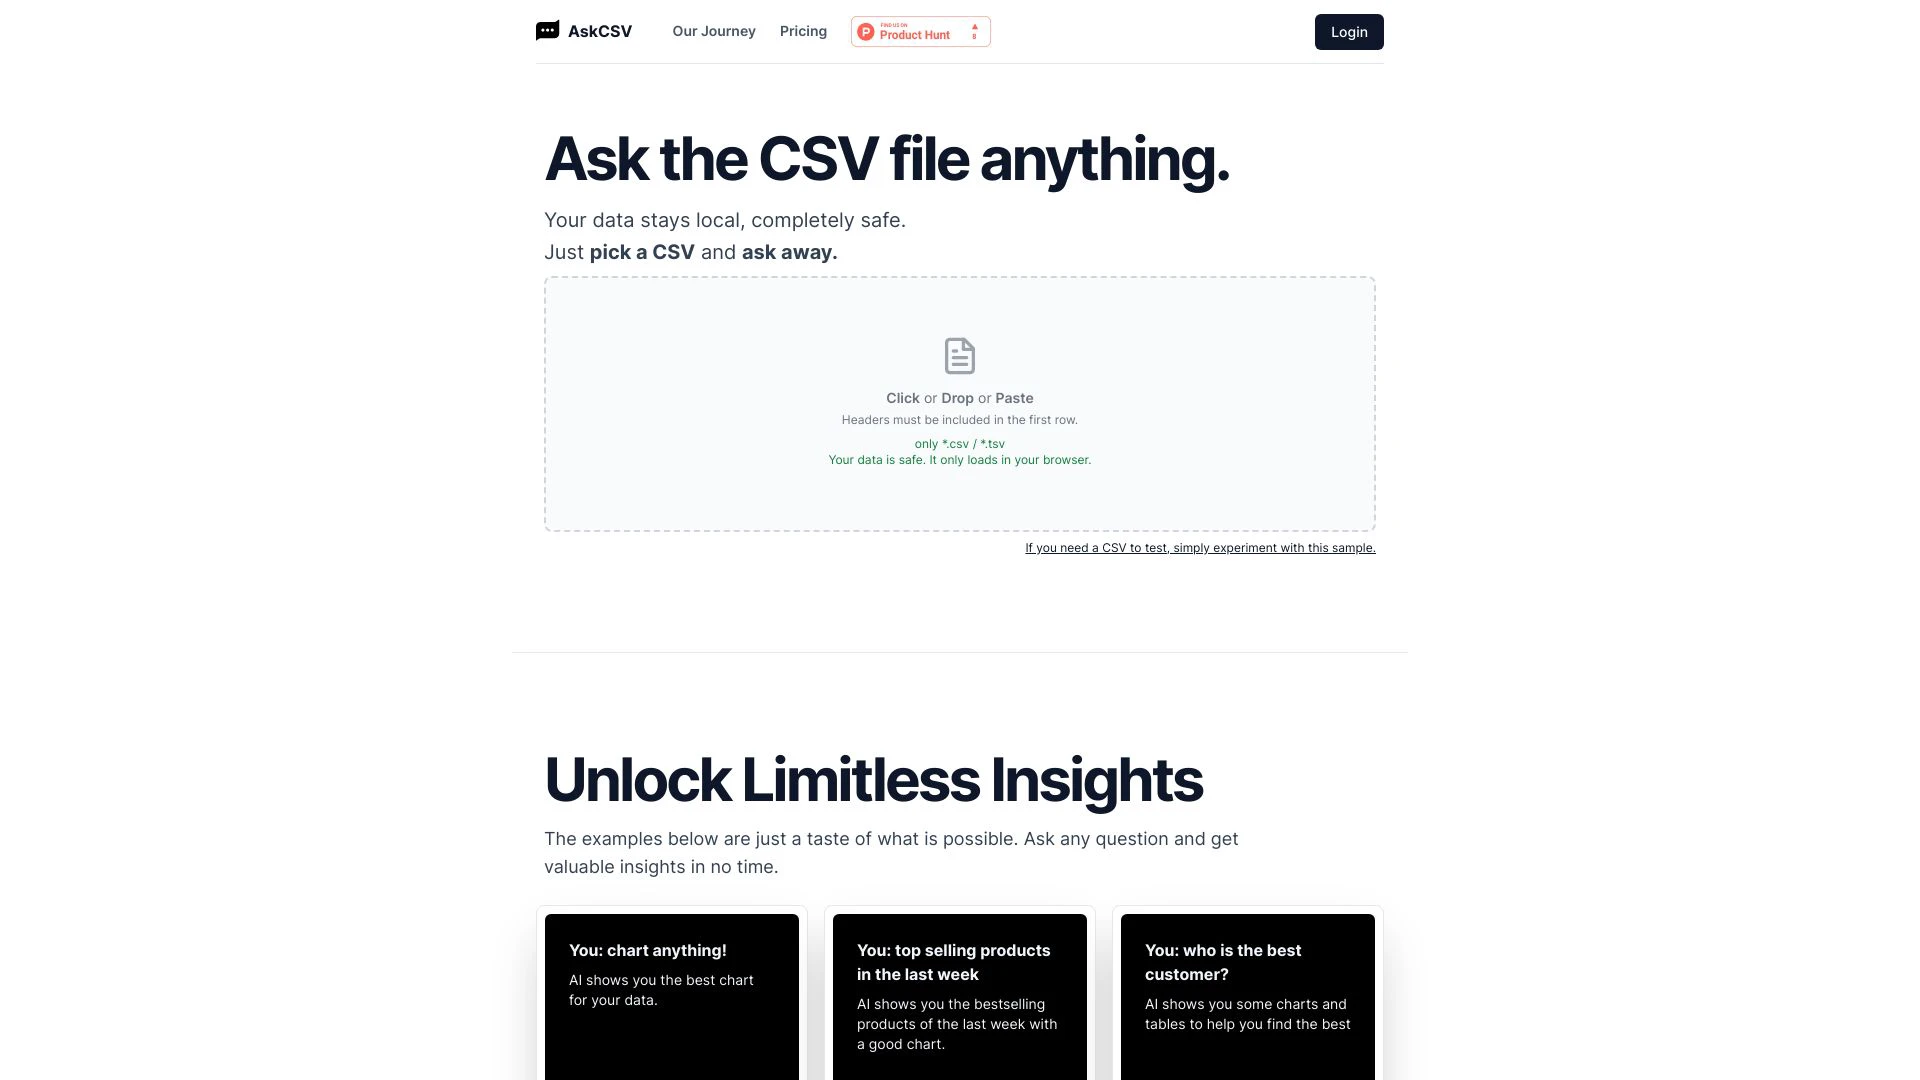 AskCSV
Our Journey
Pricing
FIND US ON
Product Hunt
8
Login
Ask the CSV file anything.
Your data stays local, completely safe.
Just pick a CSV and ask away.
Click or Drop or Paste
Headers must be included in the first row.
only *.csv / *.tsv
Your data is safe. It only loads in your browser.
If you need a CSV to test, simply experiment with this sample.
Unlock Limitless Insights
The examples below are just a taste of what is possible. Ask any question and get
valuable insights in no time.
You: chart anything!
AI shows you the best chart
for your data.
You: top selling products
in the last week
AI shows you the bestselling
products of the last week with
a good chart.
You: who is the best
customer?
AI shows you some charts and
tables to help you find the best